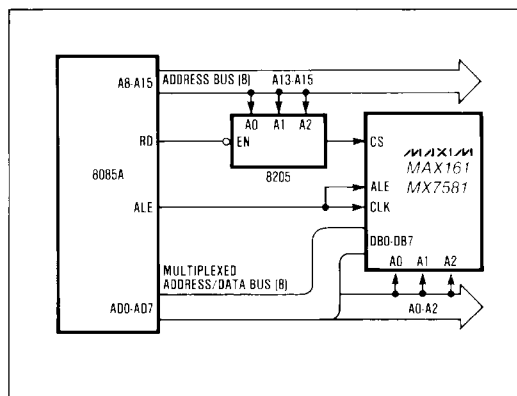 ADDRESS BUS (8) A13-A15
A8-A15
A0 A1 A2
RD
EN
CS
8205
MAXIM
MAX161
MX7581
8085A
ALE
ALE
CLK
DB0-DB7
A0 A1 A2
MULTIPLEXED
ADDRESS/DATA BUS (8)
AD0-AD7
A0-A2